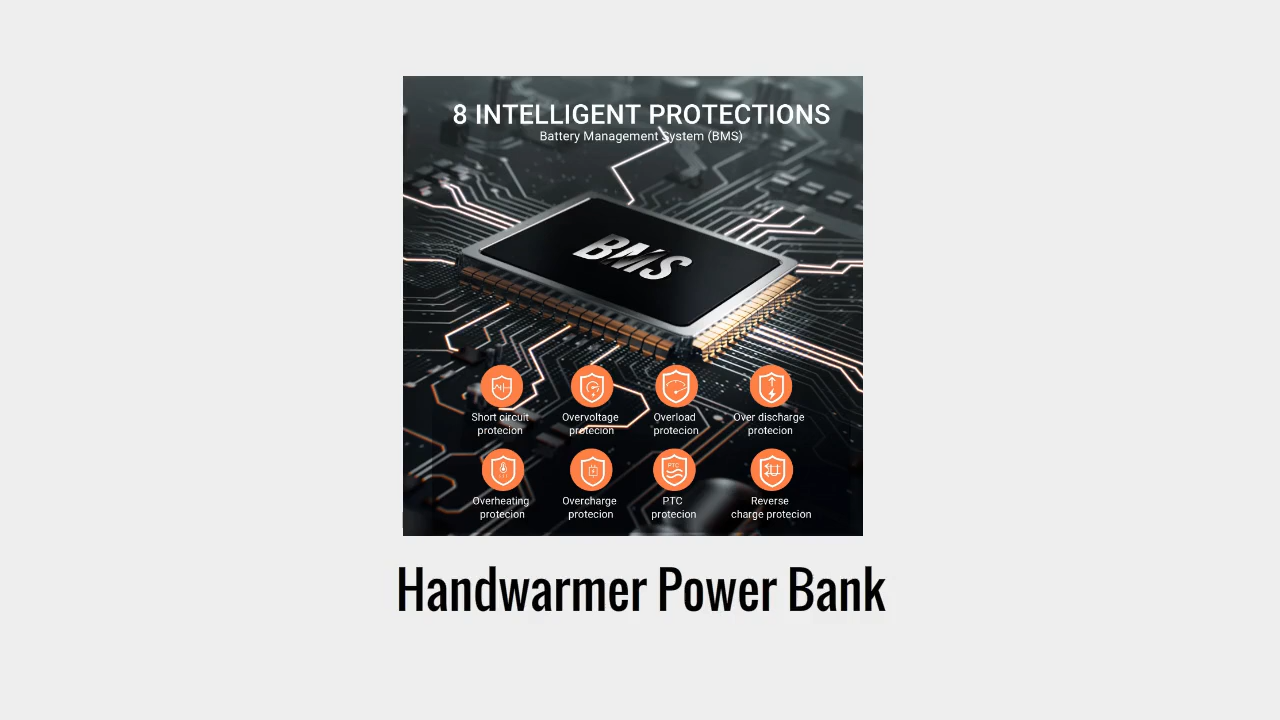 8 INTELLIGENT PROTECTIONS
Battery Management System (BMS)
BMS
Short circuit
protecion
Overvoltage
protecion
Overload
protecion
Over discharge
protecion
Overheating
protecion
Overcharge
protecion
PTC
PTC
protecion
Reverse
charge protecion
Handwarmer Power Bank